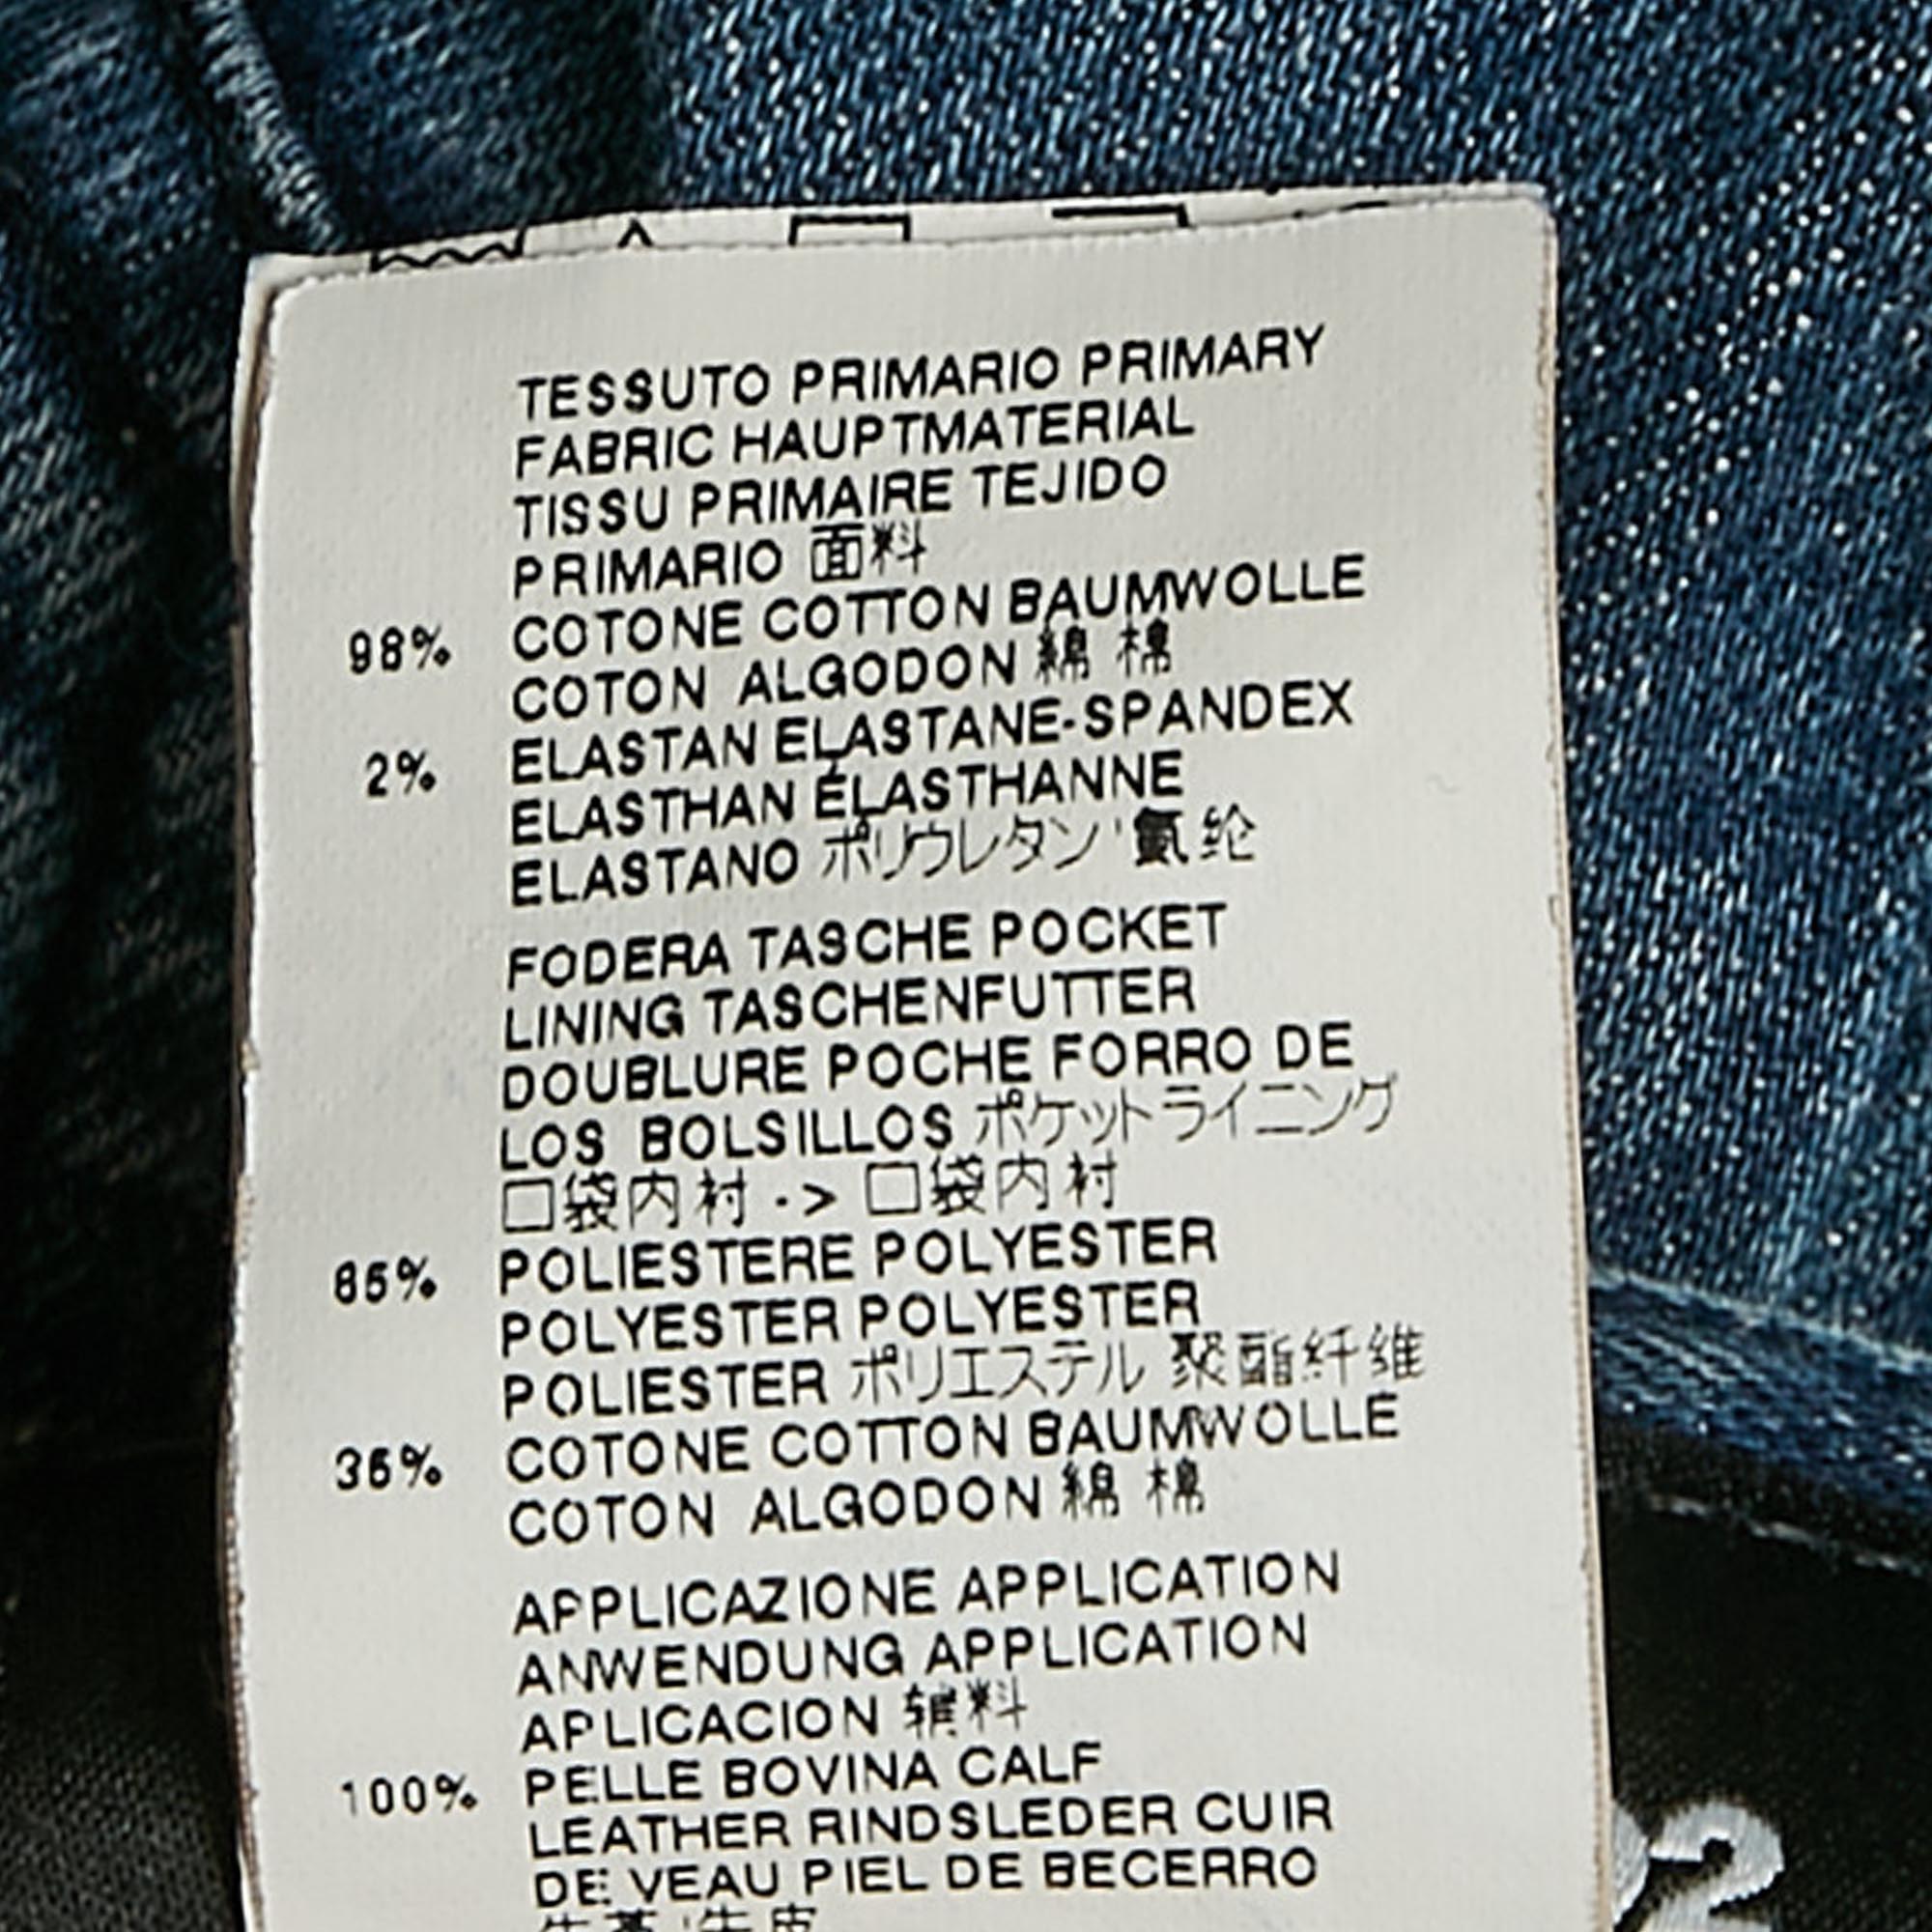 TESSUTO PRIMARIO PRIMARY
FABRIC HAUPTMATERIAL
TISSU PRIMAIRE TEJIDO
PRIMARIO 面料
98% COTONE COTTON BAUMWOLLE
COTON ALGODON 綿 棉
2% ELASTAN ELASTANE-SPANDEX
ELASTHAN ÉLASTHANNE
ELASTANO ポリウレタン' 氨纶
FODERA TASCHE POCKET
LINING TASCHENFUTTER
DOUBLURE POCHE FORRO DE
LOS BOLSILLOS ポケットライニング
口袋内衬 -> 口袋内衬
65% POLIESTERE POLYESTER
POLYESTER POLYESTER
POLIESTER ポリエステル 聚酯纤维
35% COTONE COTTON BAUMWOLLE
COTON ALGODON 綿 棉
APPLICAZIONE APPLICATION
ANWENDUNG APPLICATION
APLICACION 辅料
100% PELLE BOVINA CALF
LEATHER RINDSLEDER CUIR
DE VEAU PIEL DE BECERRO
2